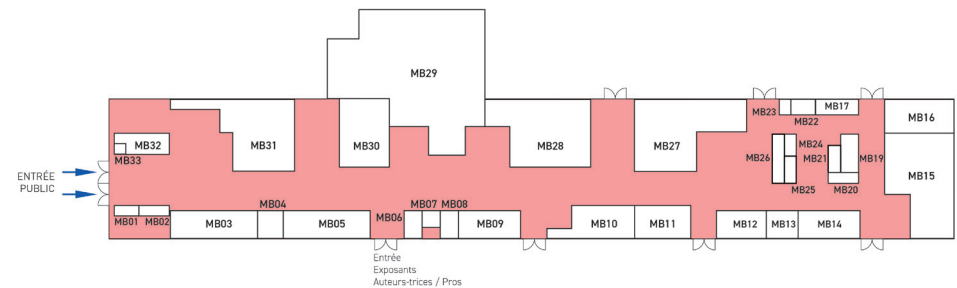 MB29
MB23
MB17
MB22
MB16
MB32
MB33
MB31
MB30
MB28
MB27
MB26
MB24
MB25
MB21
MB19
MB20
MB15
ENTRÉE
PUBLIC
MB01
MB02
MB03
MB04
MB05
MB06
MB07
MB08
MB09
MB10
MB11
MB12
MB13
MB14
Entrée
Exposants
Auteurs-trices / Pros